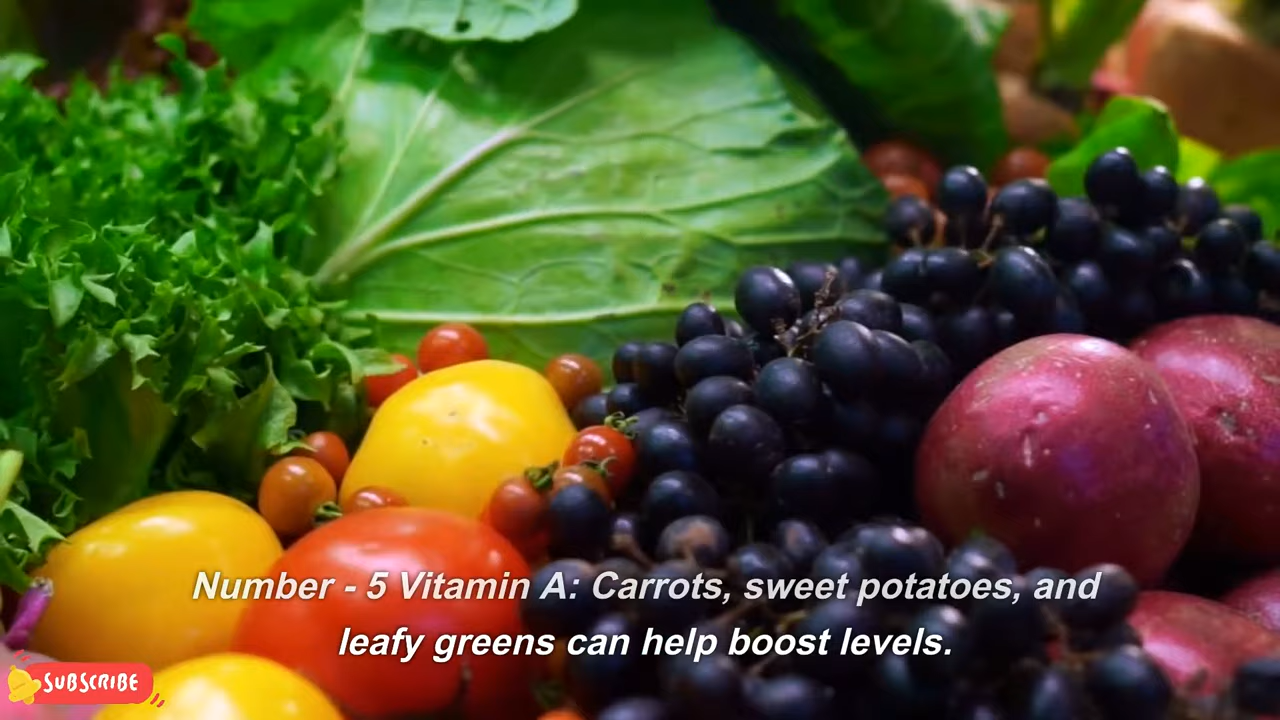 Number - 5 Vitamin A: Carrots, sweet potatoes, and
leafy greens can help boost levels.
SUBSCRIBE